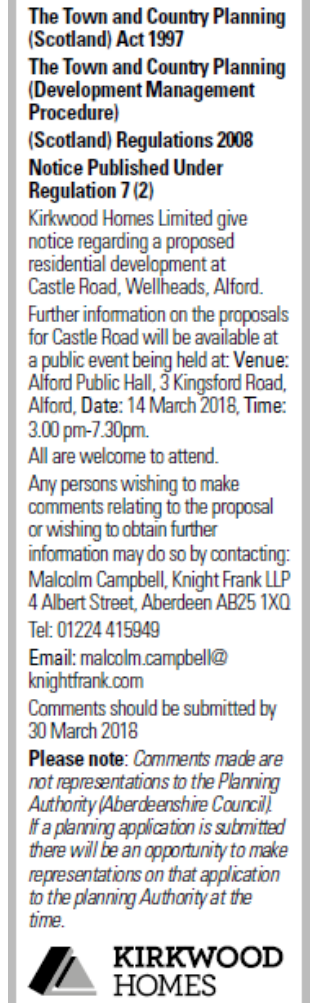 The Town and Country Planning
(Scotland) Act 1997
The Town and Country Planning
(Development Management
Procedure)
(Scotland) Regulations 2008
Notice Published Under
Regulation 7 (2)
Kirkwood Homes Limited give
notice regarding a proposed
residential development at
Castle Road, Wellheads, Alford.
Further information on the proposals
for Castle Road will be available at
a public event being held at: Venue:
Alford Public Hall, 3 Kingsford Road,
Alford, Date: 14 March 2018, Time:
3.00 pm-7.30pm.
All are welcome to attend.
Any persons wishing to make
comments relating to the proposal
or wishing to obtain further
information may do so by contacting:
Malcolm Campbell, Knight Frank LLP
4 Albert Street, Aberdeen AB25 1XQ
Tel: 01224 415949
Email: malcolm.campbell@
knightfrank.com
Comments should be submitted by
30 March 2018
Please note: Comments made are
not representations to the Planning
Authority (Aberdeenshire Council).
If a planning application is submitted
there will be an opportunity to make
representations on that application
to the planning Authority at the
time.
KIRKWOOD
HOMES